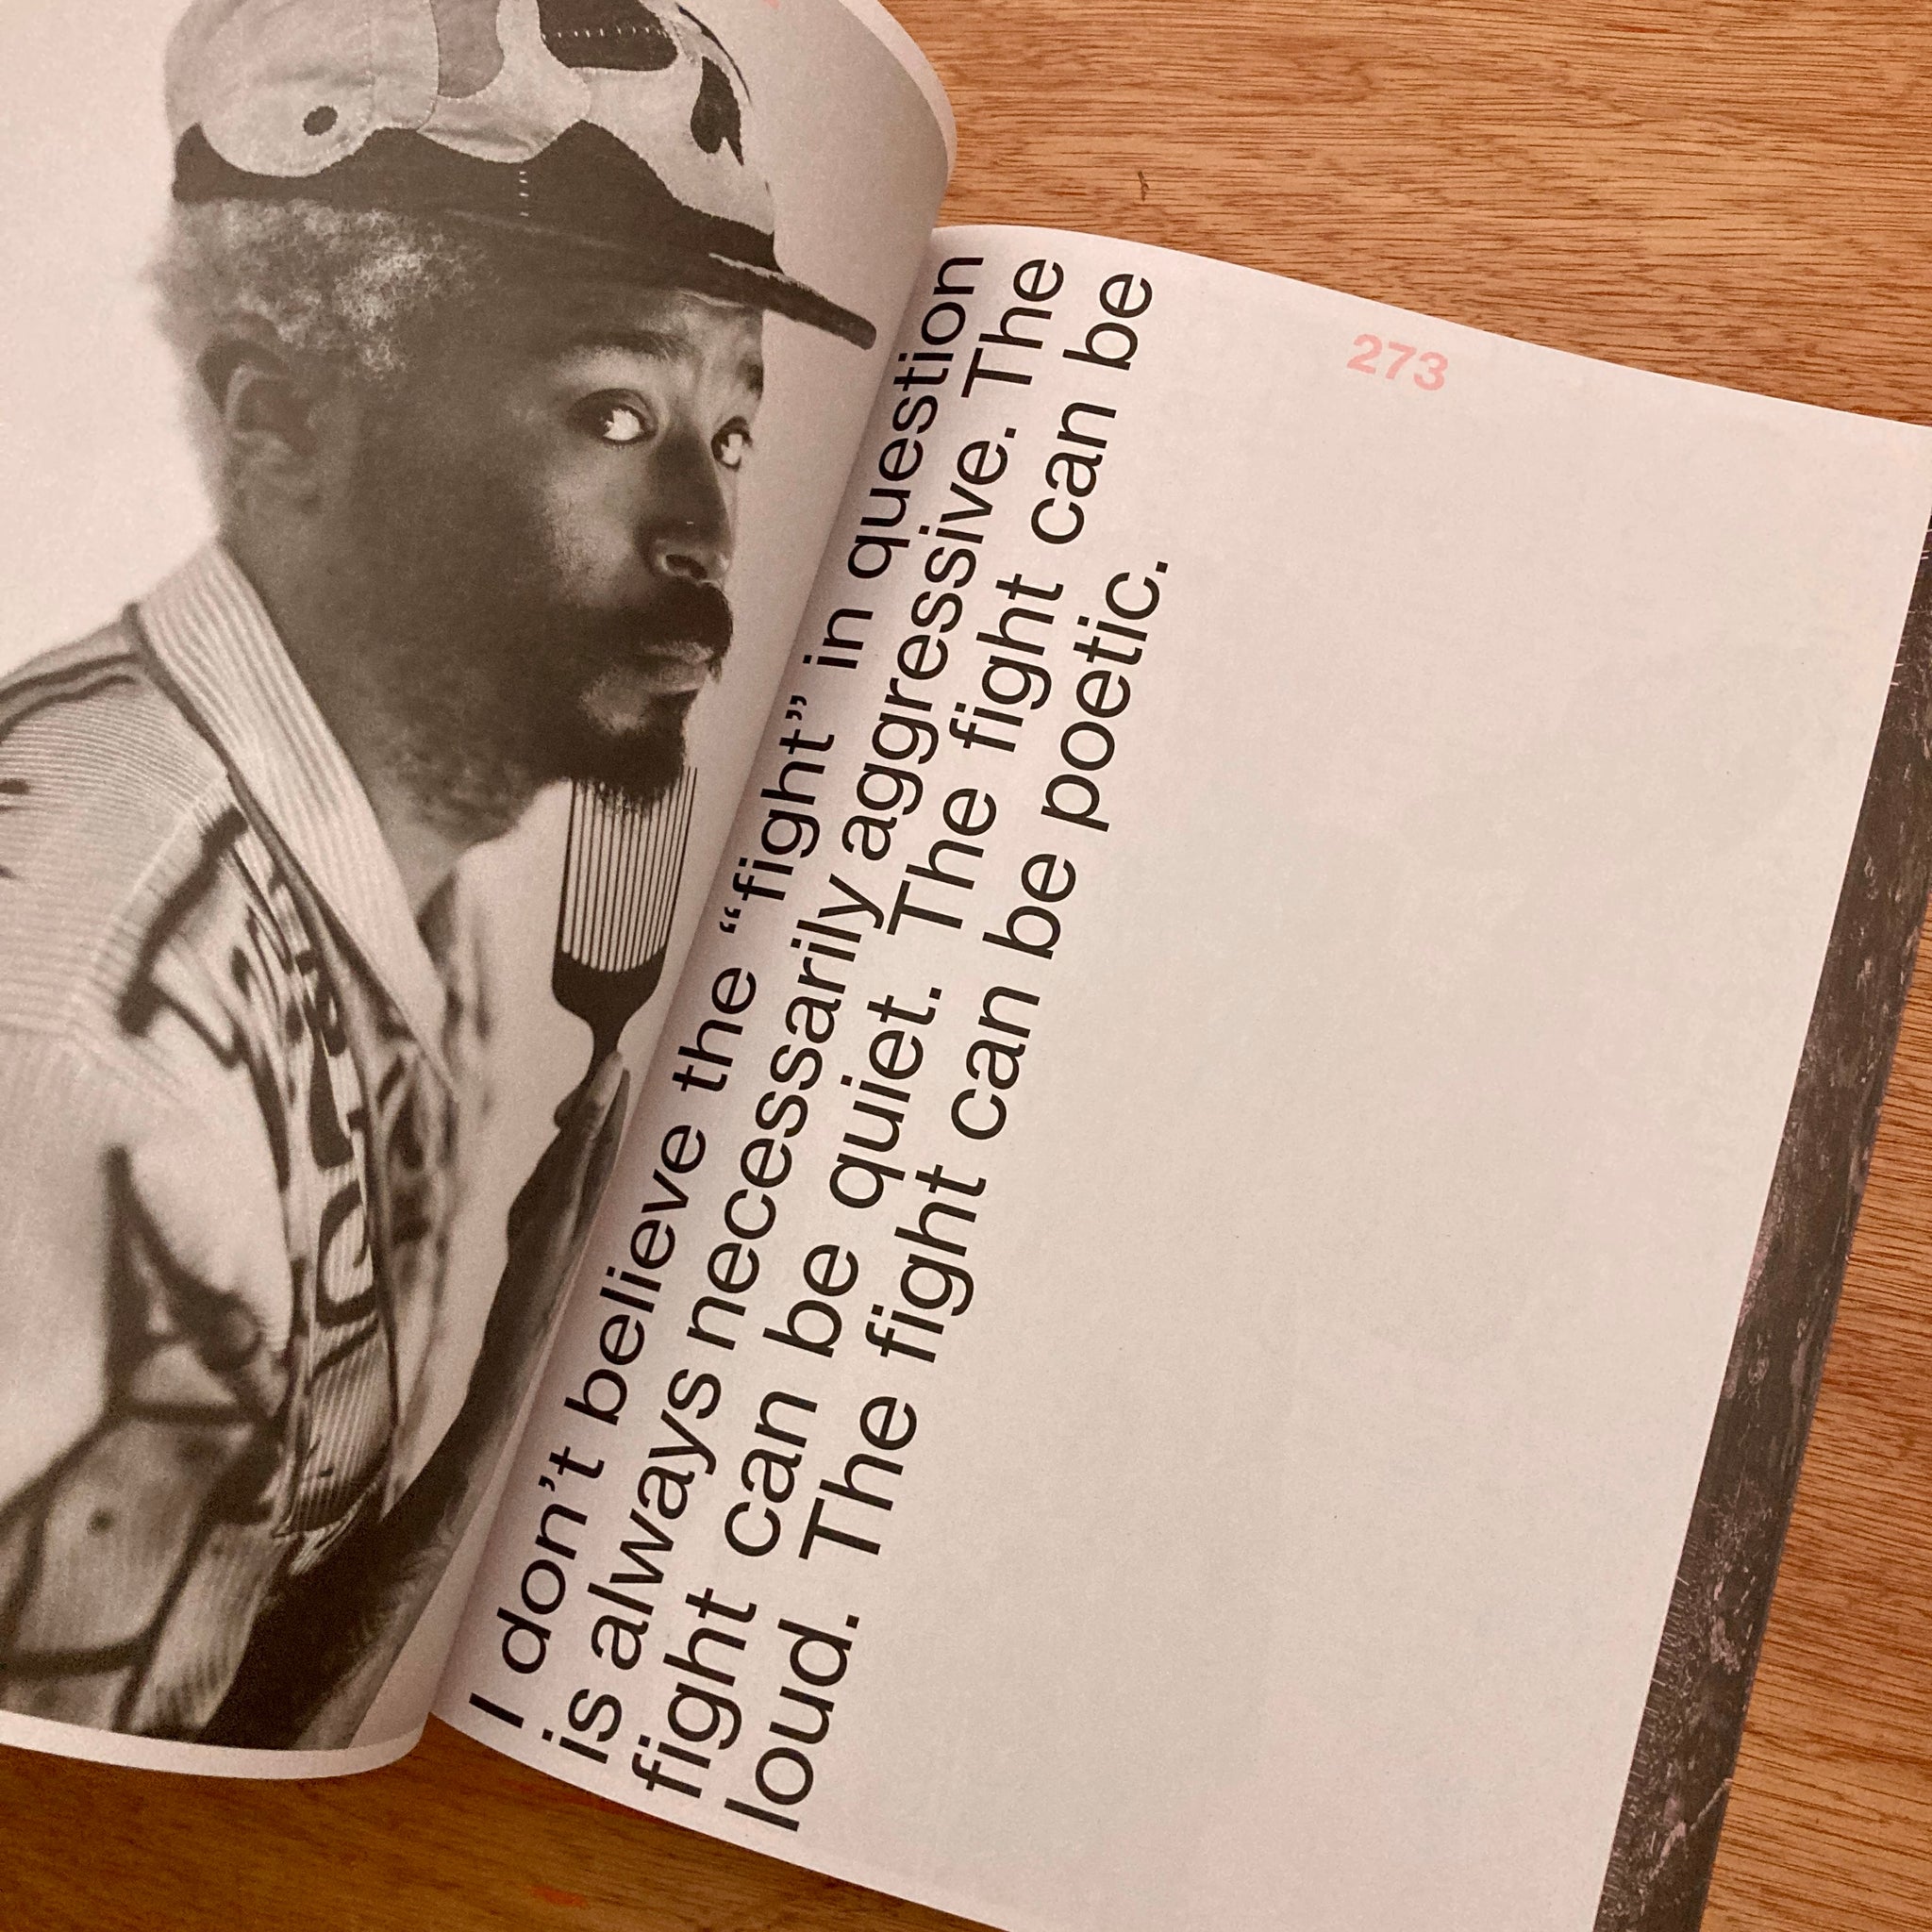 273
I don’t believe the “fight” in question
is always necessarily aggressive. The
fight can be quiet. The fight can be
loud. The fight can be poetic.